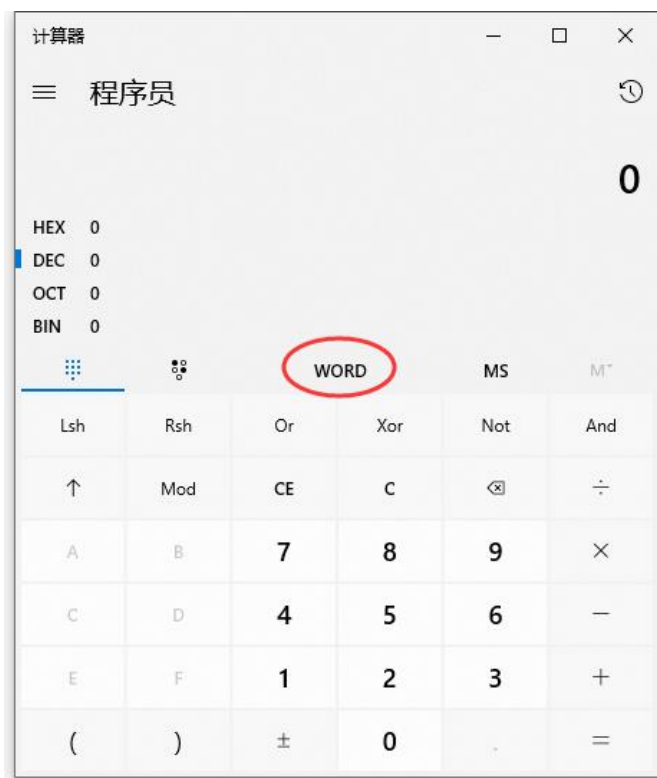 计算器
程序员
0
HEX 0
DEC 0
OCT 0
BIN 0
WORD MS M˅
Lsh Rsh Or Xor Not And
↑ Mod CE C ⌫ ÷
A B 7 8 9 ×
C D 4 5 6 −
E F 1 2 3 +
( ) ± 0 . =